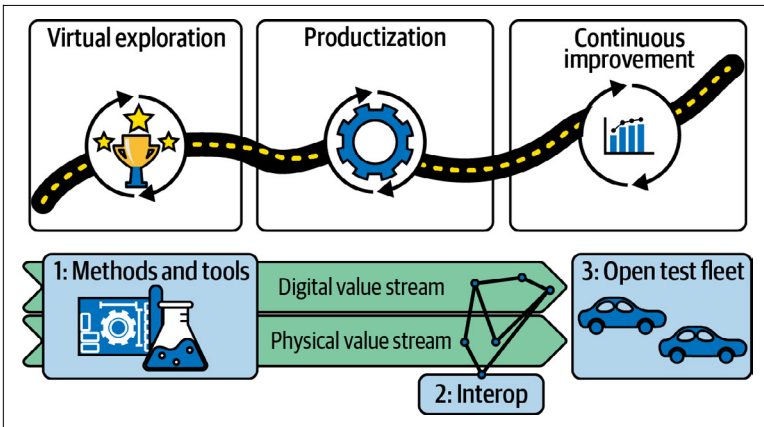 Virtual exploration
Productization
Continuous
improvement
1: Methods and tools
Digital value stream
Physical value stream
2: Interop
3: Open test fleet